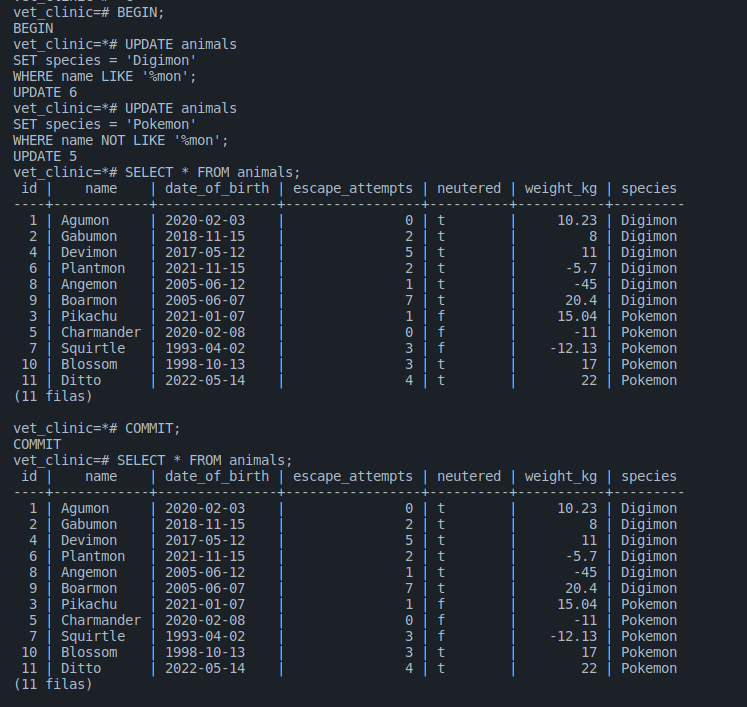 vet_clinic=# BEGIN;
BEGIN
vet_clinic=*# UPDATE animals
SET species = 'Digimon'
WHERE name LIKE '%mon';
UPDATE 6
vet_clinic=*# UPDATE animals
SET species = 'Pokemon'
WHERE name NOT LIKE '%mon';
UPDATE 5
vet_clinic=*# SELECT * FROM animals;
 id |    name    | date_of_birth | escape_attempts | neutered | weight_kg | species
----+------------+---------------+-----------------+----------+-----------+---------
  1 | Agumon     | 2020-02-03    |               0 | t        |     10.23 | Digimon
  2 | Gabumon    | 2018-11-15    |               2 | t        |         8 | Digimon
  4 | Devimon    | 2017-05-12    |               5 | t        |        11 | Digimon
  6 | Plantmon   | 2021-11-15    |               2 | t        |      -5.7 | Digimon
  8 | Angemon    | 2005-06-12    |               1 | t        |       -45 | Digimon
  9 | Boarmon    | 2005-06-07    |               7 | t        |      20.4 | Digimon
  3 | Pikachu    | 2021-01-07    |               1 | f        |     15.04 | Pokemon
  5 | Charmander | 2020-02-08    |               0 | f        |       -11 | Pokemon
  7 | Squirtle   | 1993-04-02    |               3 | f        |    -12.13 | Pokemon
 10 | Blossom    | 1998-10-13    |               3 | t        |        17 | Pokemon
 11 | Ditto      | 2022-05-14    |               4 | t        |        22 | Pokemon
(11 filas)

vet_clinic=*# COMMIT;
COMMIT
vet_clinic=# SELECT * FROM animals;
 id |    name    | date_of_birth | escape_attempts | neutered | weight_kg | species
----+------------+---------------+-----------------+----------+-----------+---------
  1 | Agumon     | 2020-02-03    |               0 | t        |     10.23 | Digimon
  2 | Gabumon    | 2018-11-15    |               2 | t        |         8 | Digimon
  4 | Devimon    | 2017-05-12    |               5 | t        |        11 | Digimon
  6 | Plantmon   | 2021-11-15    |               2 | t        |      -5.7 | Digimon
  8 | Angemon    | 2005-06-12    |               1 | t        |       -45 | Digimon
  9 | Boarmon    | 2005-06-07    |               7 | t        |      20.4 | Digimon
  3 | Pikachu    | 2021-01-07    |               1 | f        |     15.04 | Pokemon
  5 | Charmander | 2020-02-08    |               0 | f        |       -11 | Pokemon
  7 | Squirtle   | 1993-04-02    |               3 | f        |    -12.13 | Pokemon
 10 | Blossom    | 1998-10-13    |               3 | t        |        17 | Pokemon
 11 | Ditto      | 2022-05-14    |               4 | t        |        22 | Pokemon
(11 filas)